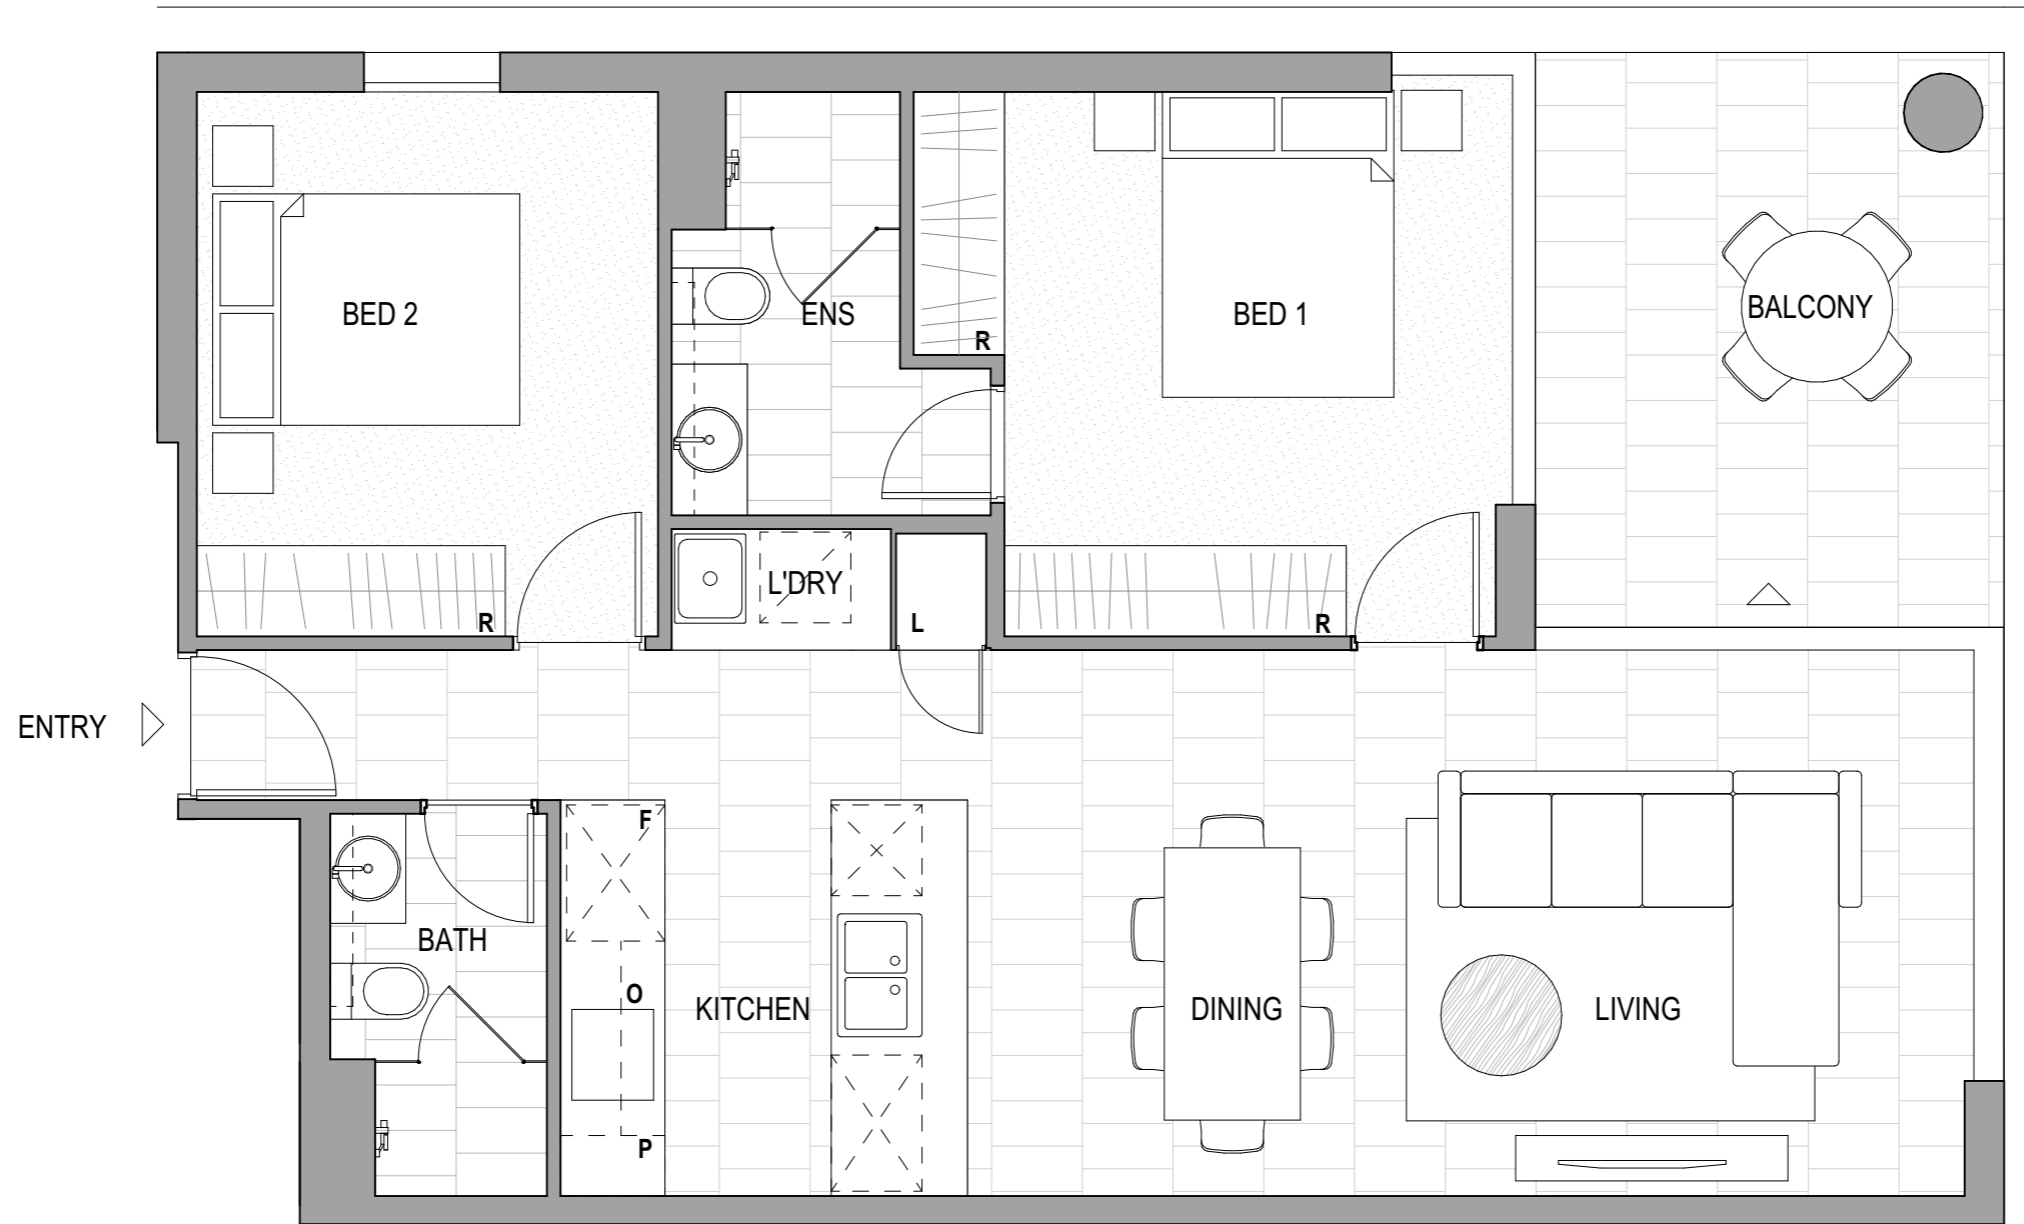 BED 2
ENS
BED 1
BALCONY
R
L'DRY
R
L
R
ENTRY
F
BATH
O
KITCHEN
DINING
LIVING
P